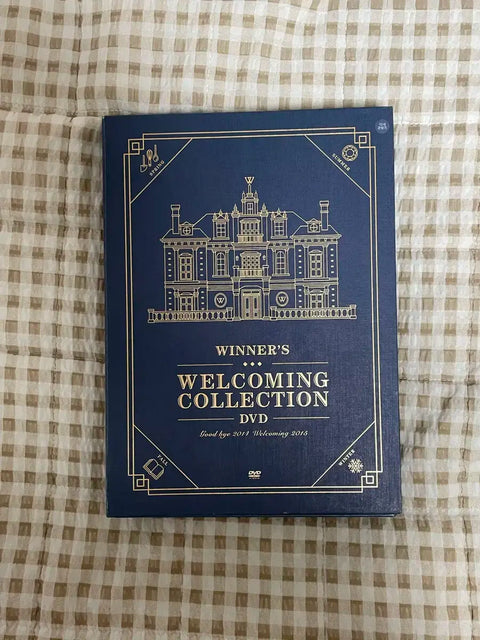 SPRING
SUMMER
W
W
W
WINNER'S
WELCOMING
COLLECTION
DVD
Good bye 2014 Welcoming 2015
FALL
WINTER
DVD